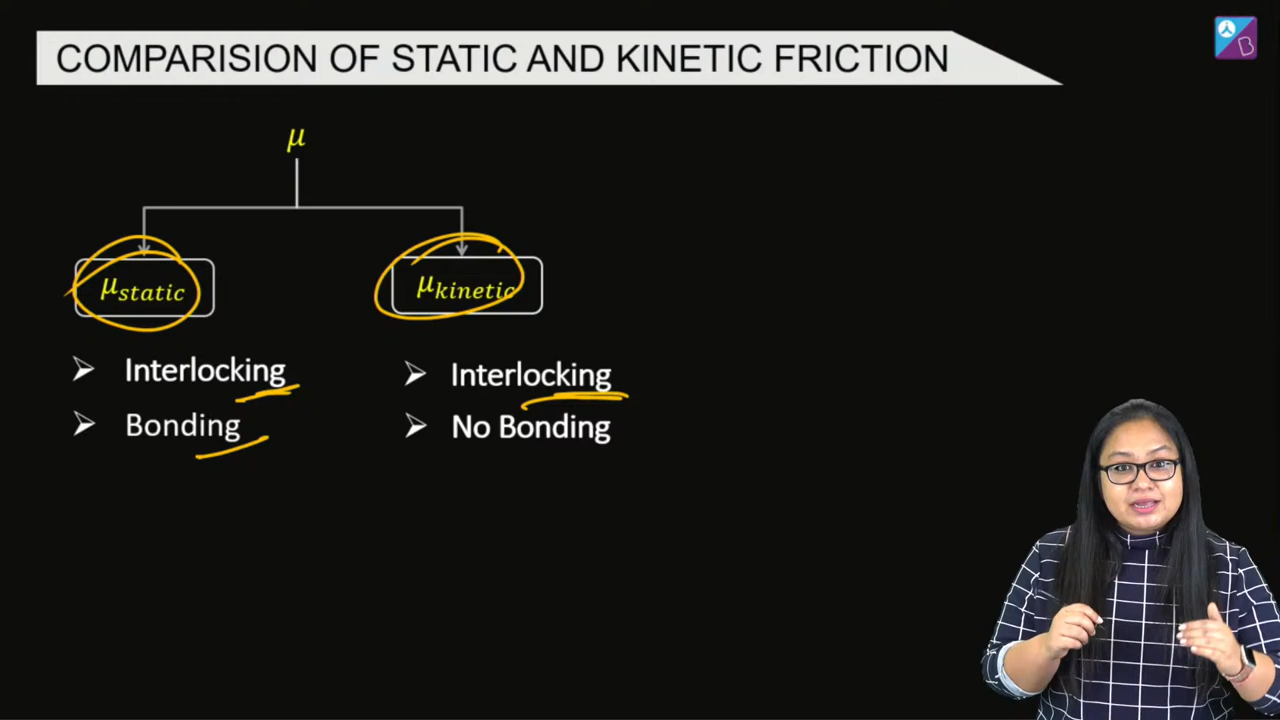 COMPARISION OF STATIC AND KINETIC FRICTION
B
μ
μstatic
μkinetic
➢ Interlocking
➢ Bonding
➢ Interlocking
➢ No Bonding